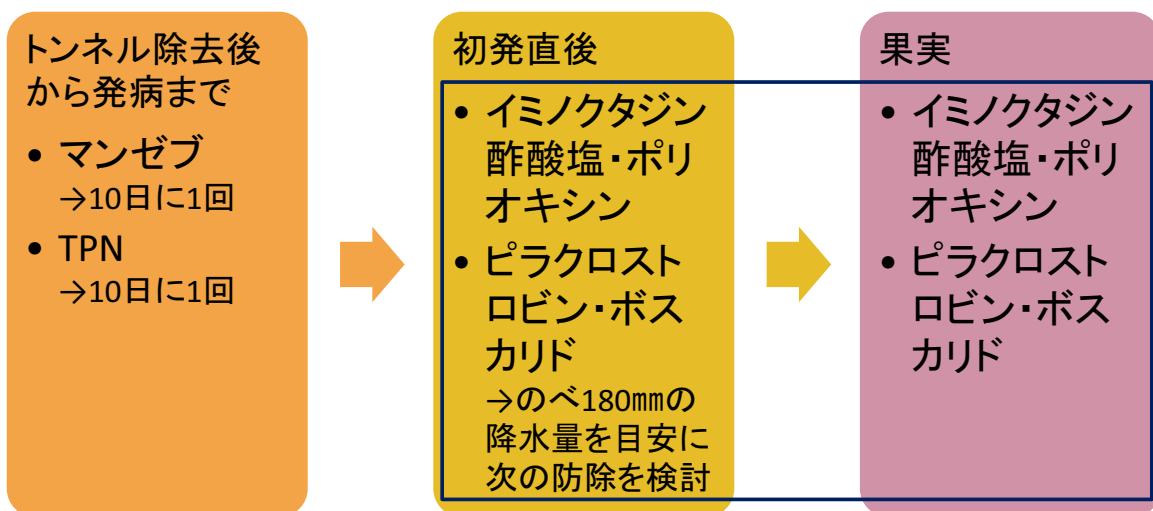 トンネル除去後
から発病まで
• マンゼブ
→10日に1回
• TPN
→10日に1回
初発直後
• イミノクタジン
酢酸塩・ポリ
オキシン
• ピラクロスト
ロビン・ボス
カリド
→のべ180㎜の
降水量を目安に
次の防除を検討
果実
• イミノクタジン
酢酸塩・ポリ
オキシン
• ピラクロスト
ロビン・ボス
カリド